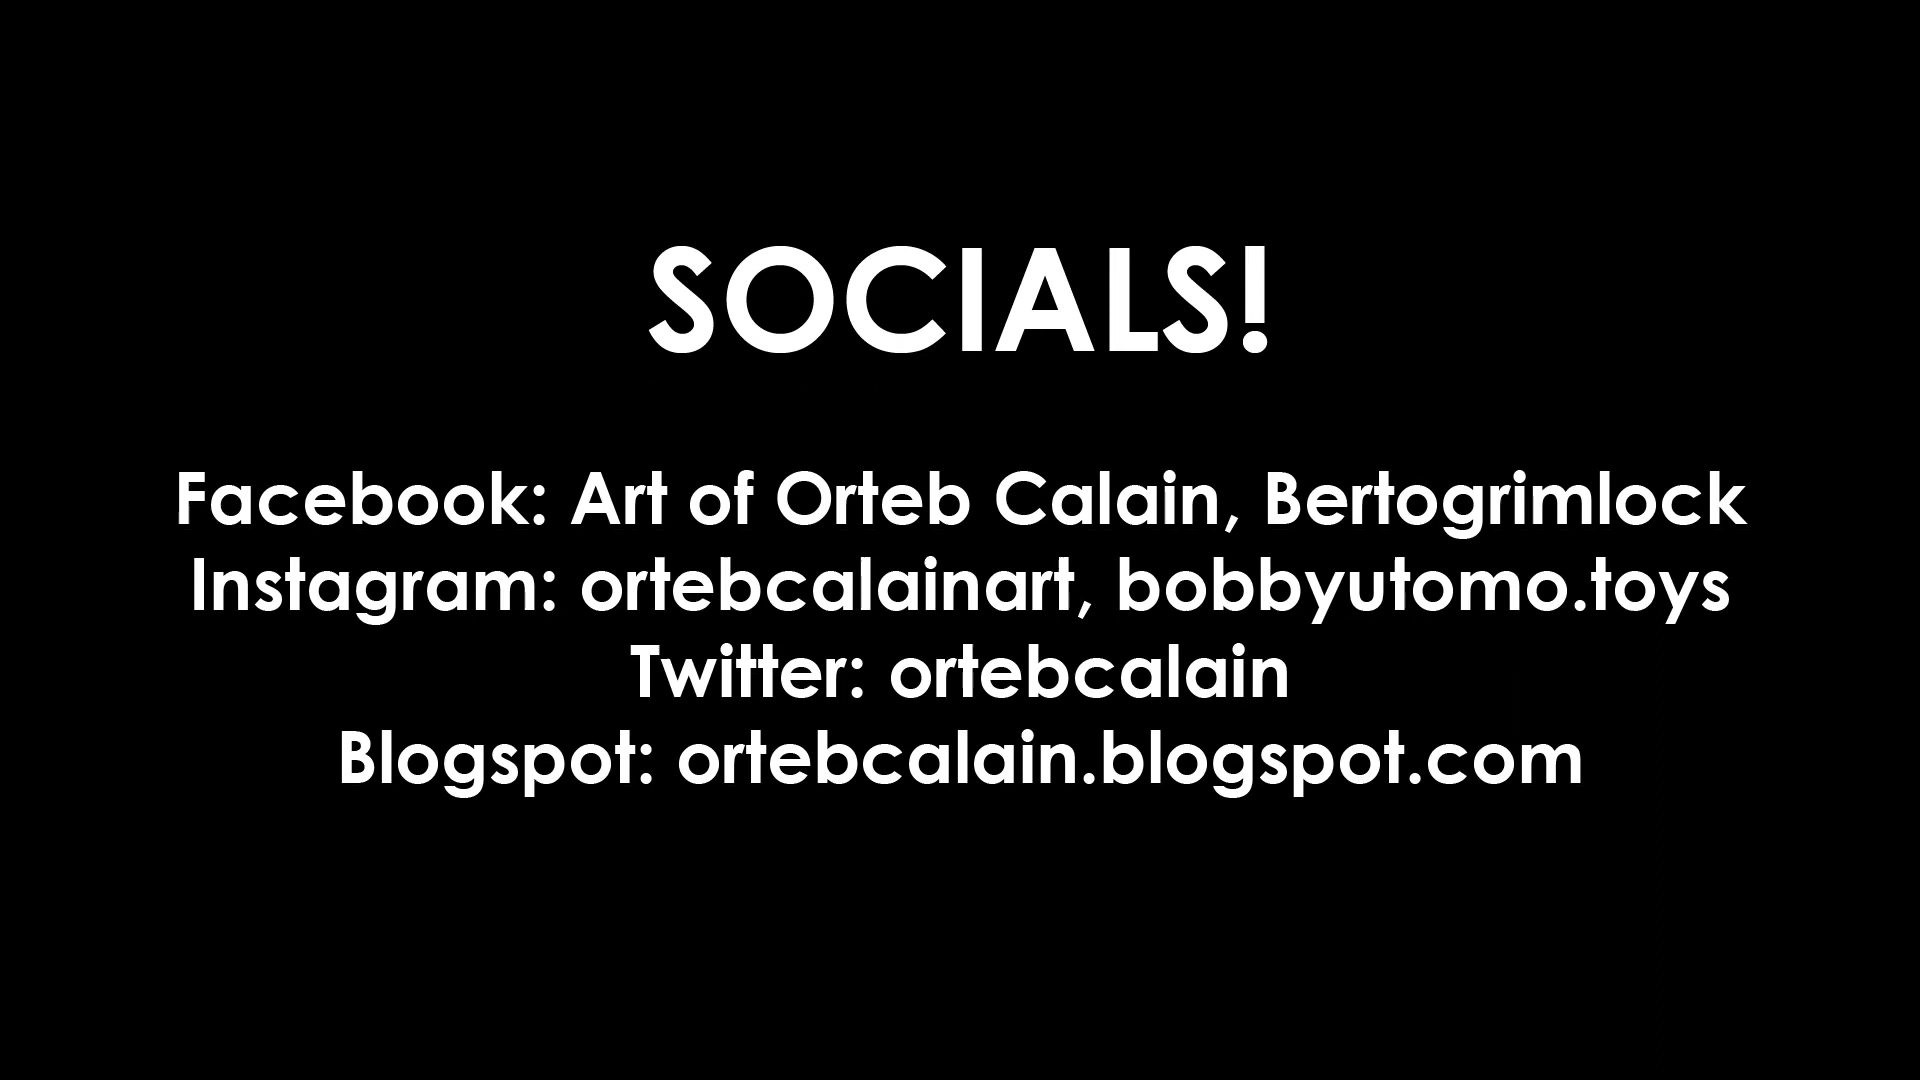 SOCIALS!
Facebook: Art of Orteb Calain, Bertogrimlock
Instagram: ortebcalainart, bobbyutomo.toys
Twitter: ortebcalain
Blogspot: ortebcalain.blogspot.com